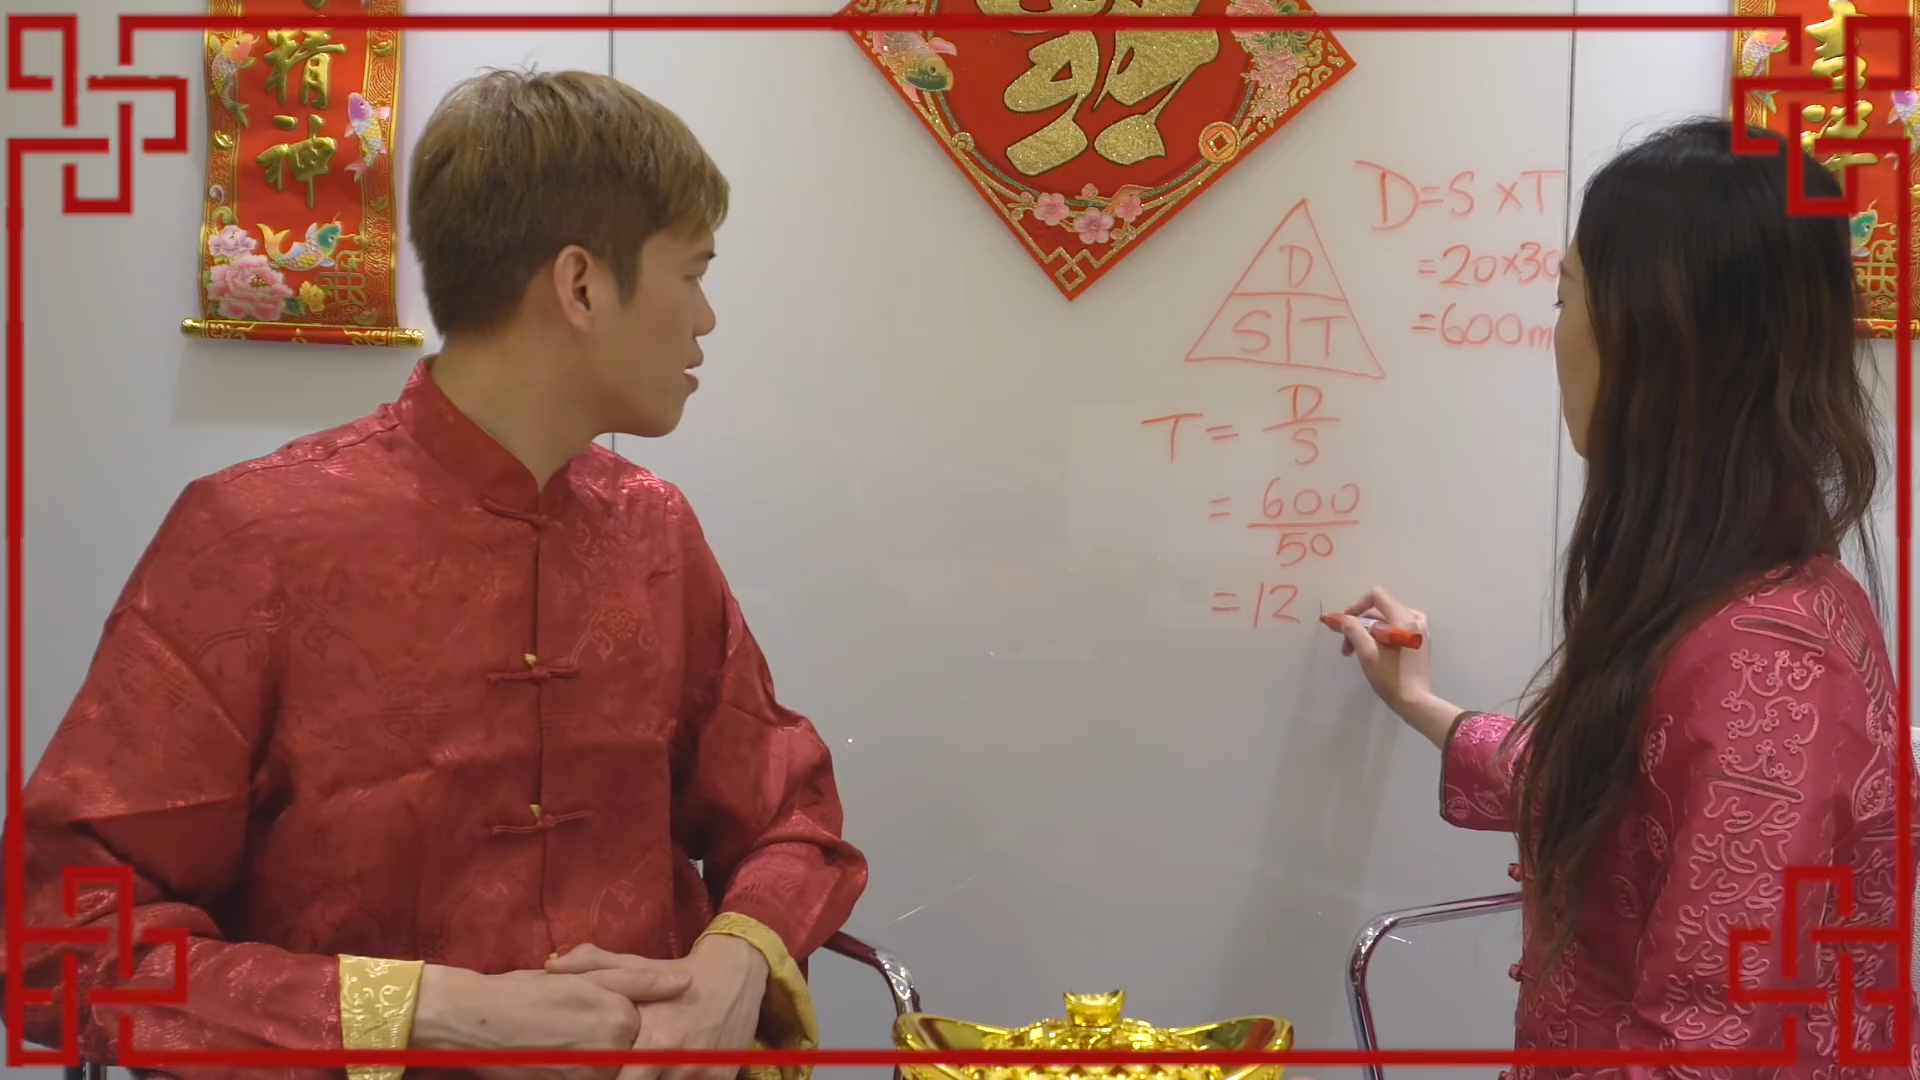 精
神
D=S×T
=20×30
=600m
D
S T
T = D/S
= 600/50
=12